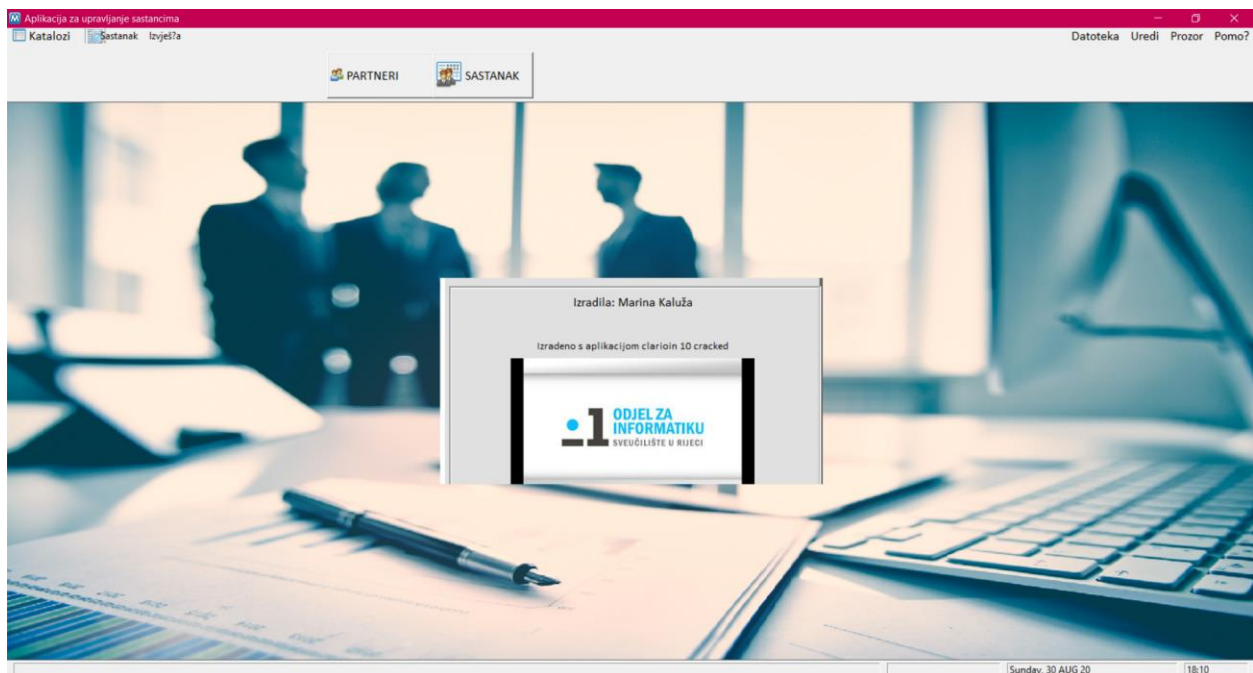 Aplikacija za upravljanje sastancima
Katalozi Sastanak Izvješ?a Datoteka Uredi Prozor Pomo?
PARTNERI SASTANAK
Izradila: Marina Kaluža
Izradeno s aplikacijom clarioin 10 cracked
ODJEL ZA
INFORMATIKU
SVEUČILIŠTE U RIJECI
Sunday, 30 AUG 20 18:10